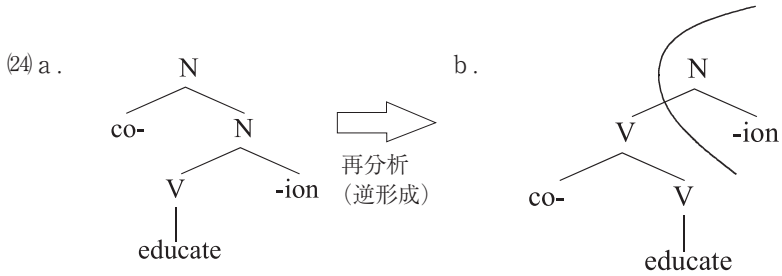 (24) a. b.
N N
co- N V -ion
再分析
(逆形成)
V -ion co- V
educate educate